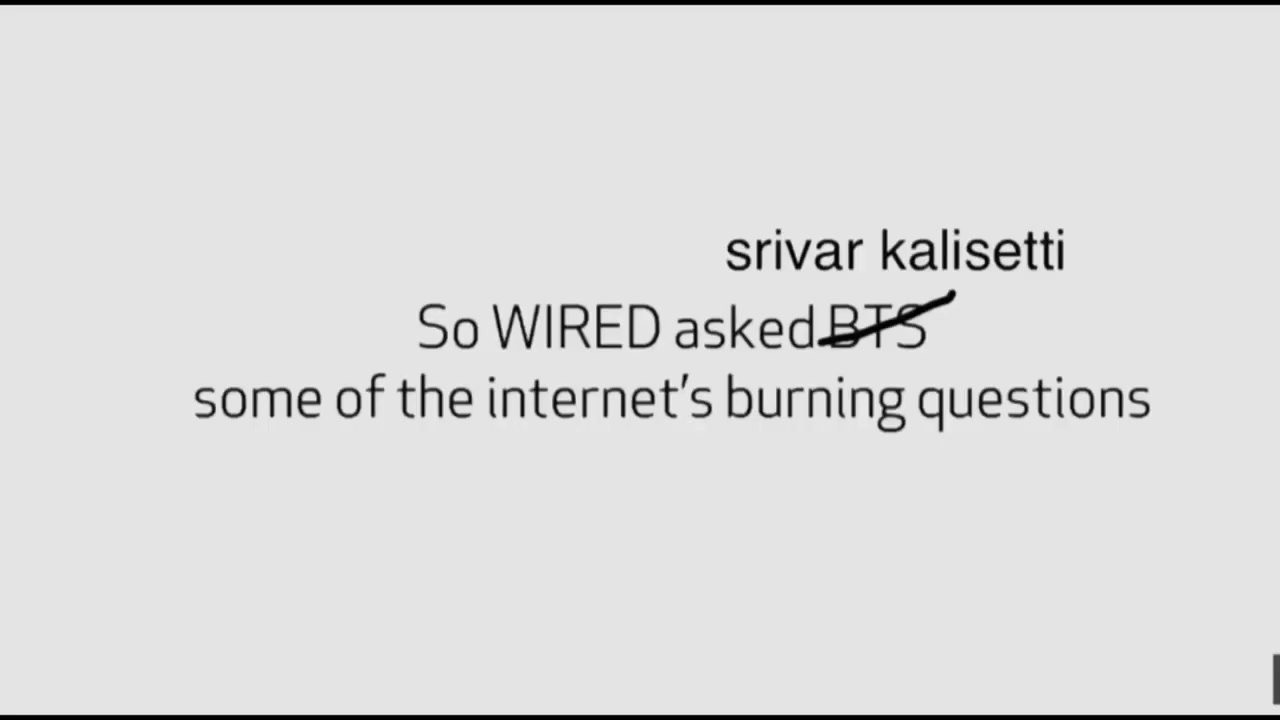 srivar kalisetti
So WIRED asked BTS
some of the internet's burning questions